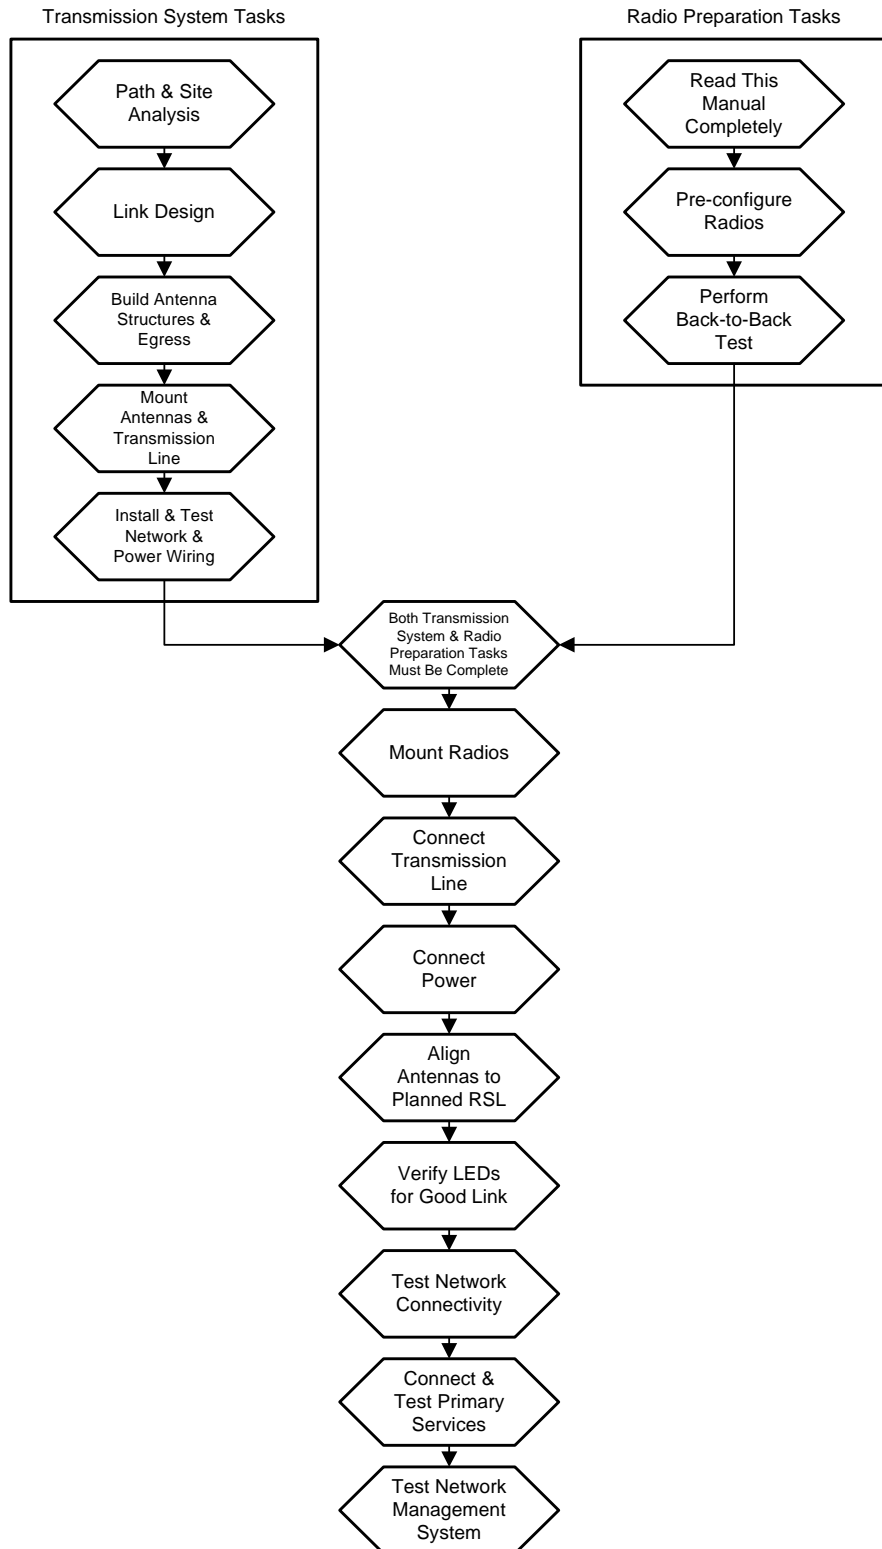 Transmission System Tasks
Path & Site
Analysis
Link Design
Build Antenna
Structures &
Egress
Mount
Antennas &
Transmission
Line
Install & Test
Network &
Power Wiring
Radio Preparation Tasks
Read This
Manual
Completely
Pre-configure
Radios
Perform
Back-to-Back
Test
Both Transmission
System & Radio
Preparation Tasks
Must Be Complete
Mount Radios
Connect
Transmission
Line
Connect
Power
Align
Antennas to
Planned RSL
Verify LEDs
for Good Link
Test Network
Connectivity
Connect &
Test Primary
Services
Test Network
Management
System